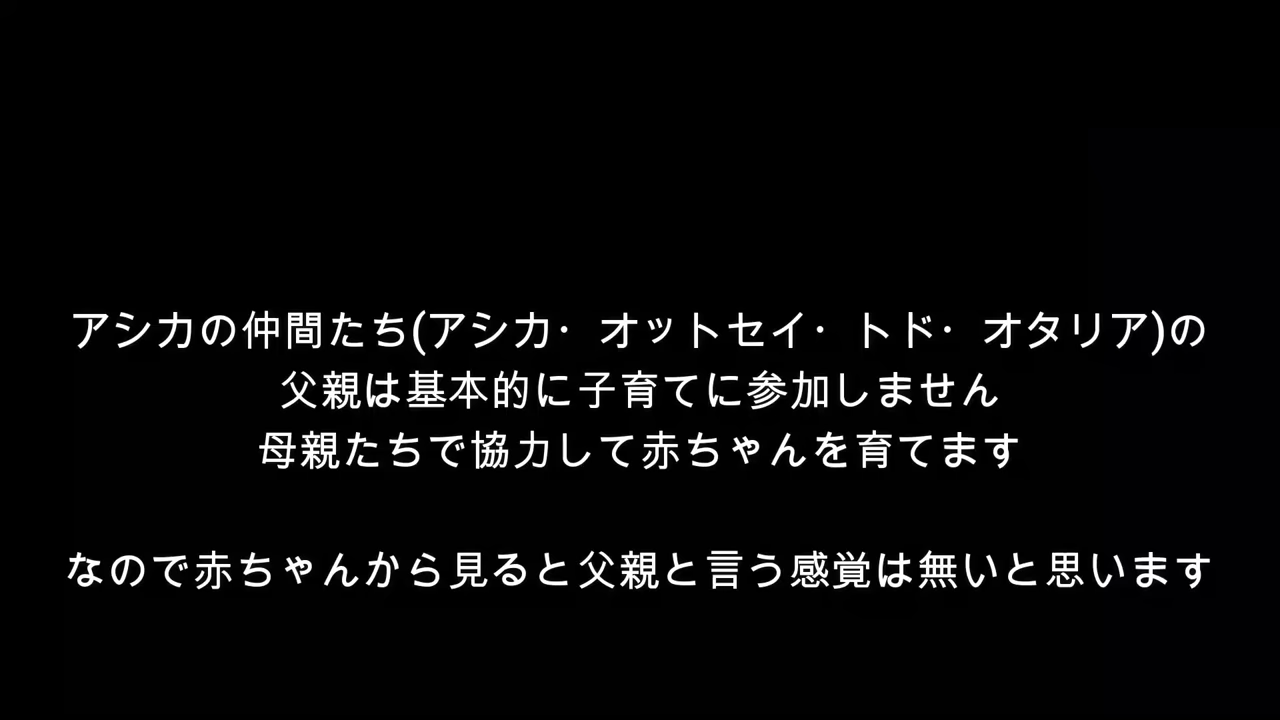 アシカの仲間たち(アシカ・オットセイ・トド・オタリア)の
父親は基本的に子育てに参加しません
母親たちで協力して赤ちゃんを育てます
なので赤ちゃんから見ると父親と言う感覚は無いと思います